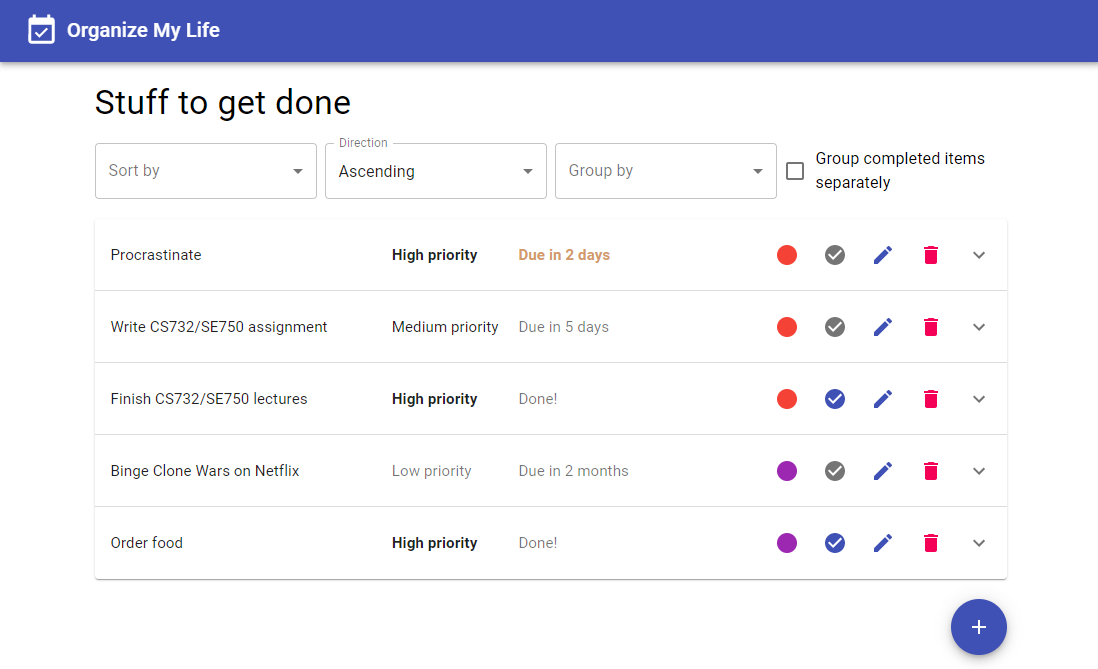 Organize My Life
Stuff to get done
Sort by
Direction
Ascending
Group by
Group completed items
separately
Procrastinate High priority Due in 2 days
Write CS732/SE750 assignment Medium priority Due in 5 days
Finish CS732/SE750 lectures High priority Done!
Binge Clone Wars on Netflix Low priority Due in 2 months
Order food High priority Done!